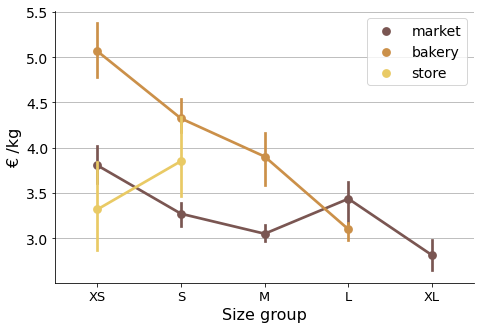 5.5
5.0
4.5
4.0
3.5
3.0
€ /kg
market
bakery
store
XS S M L XL
Size group